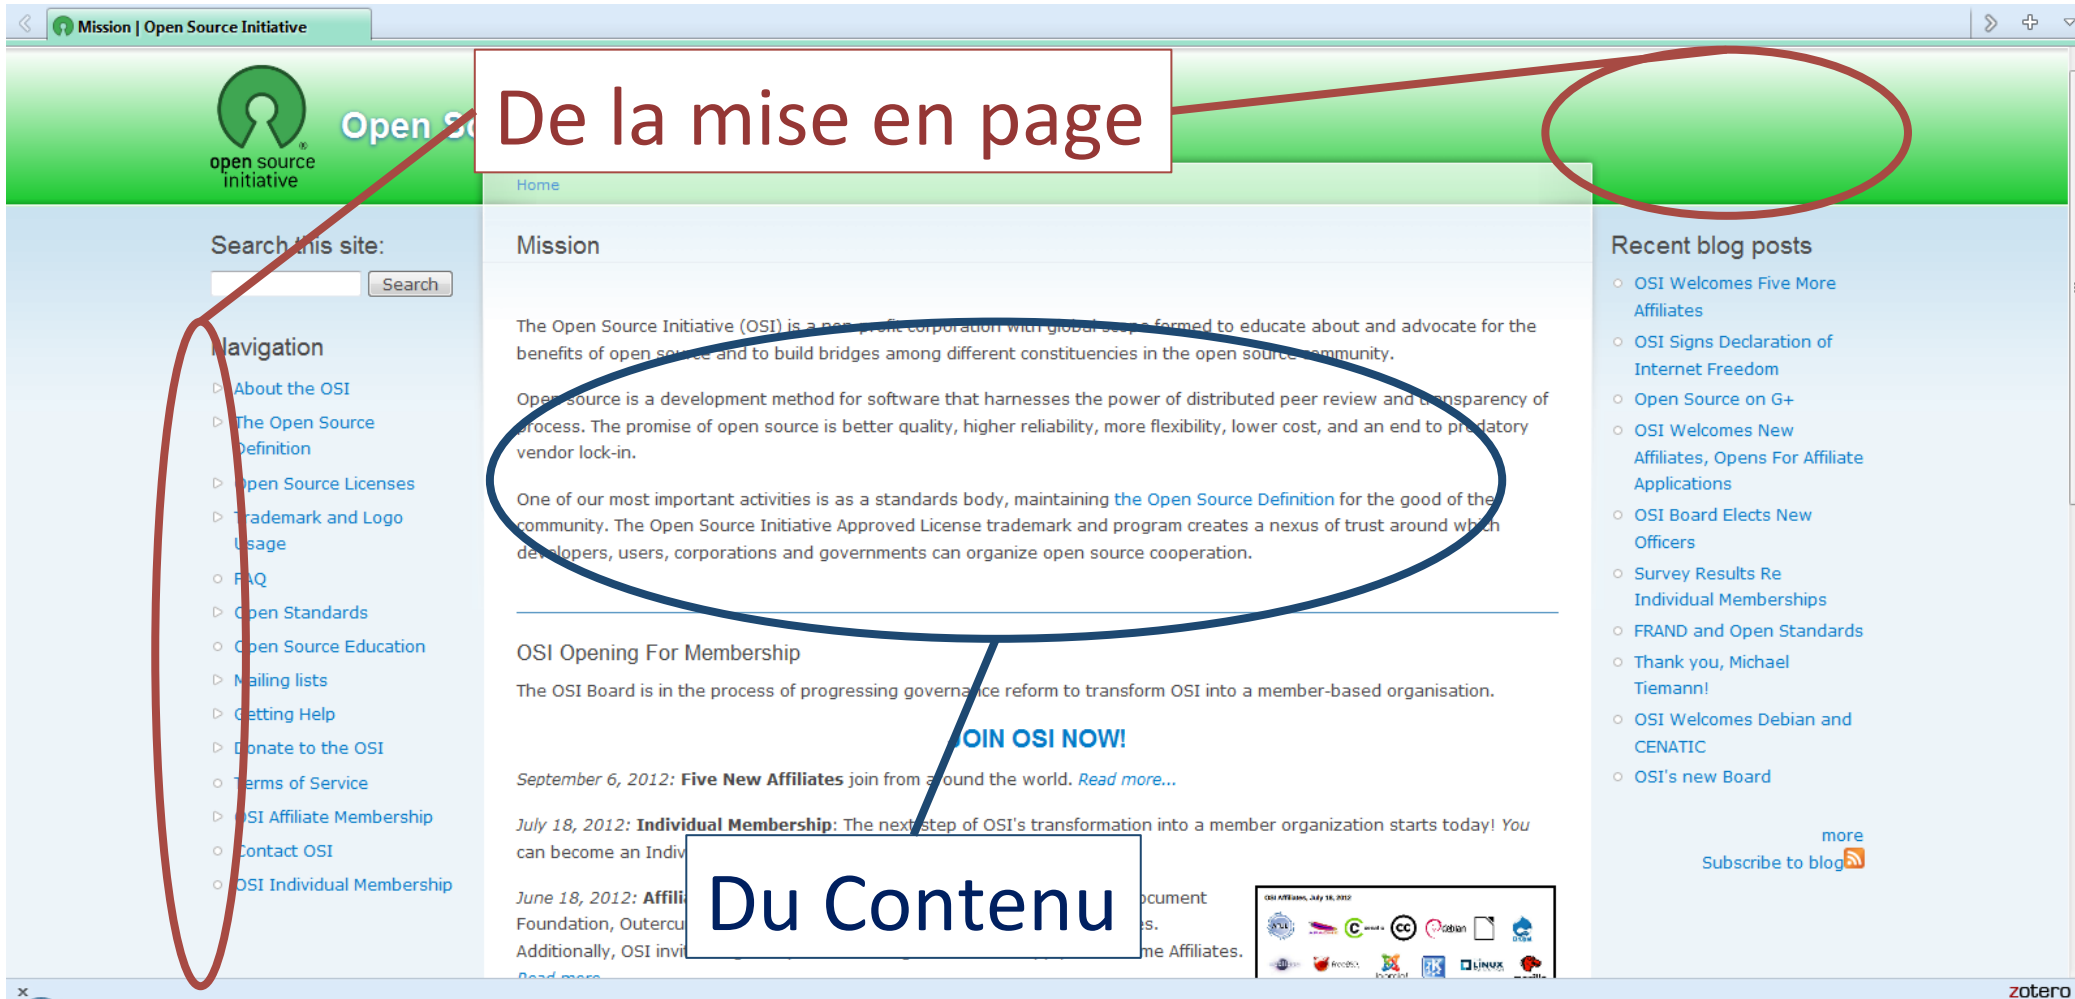 Mission | Open Source Initiative
De la mise en page
Open So
open source
initiative
Home
Search this site:
Search
Navigation
About the OSI
The Open Source
Definition
Open Source Licenses
Trademark and Logo
Usage
FAQ
Open Standards
Open Source Education
Mailing lists
Getting Help
Donate to the OSI
Terms of Service
OSI Affiliate Membership
Contact OSI
OSI Individual Membership
Mission
The Open Source Initiative (OSI) is a non-profit corporation with global scope formed to educate about and advocate for the
benefits of open source and to build bridges among different constituencies in the open source community.
Open source is a development method for software that harnesses the power of distributed peer review and transparency of
process. The promise of open source is better quality, higher reliability, more flexibility, lower cost, and an end to predatory
vendor lock-in.
One of our most important activities is as a standards body, maintaining the Open Source Definition for the good of the
community. The Open Source Initiative Approved License trademark and program creates a nexus of trust around which
developers, users, corporations and governments can organize open source cooperation.
OSI Opening For Membership
The OSI Board is in the process of progressing governance reform to transform OSI into a member-based organisation.
JOIN OSI NOW!
September 6, 2012: Five New Affiliates join from around the world. Read more...
July 18, 2012: Individual Membership: The next step of OSI's transformation into a member organization starts today! You
can become an Indiv
Du Contenu
June 18, 2012: Affili ocument
Foundation, Outercu s.
Additionally, OSI invit me Affiliates.
Read more
OSI Affiliates, July 18, 2012
debian
LINUX
Recent blog posts
OSI Welcomes Five More
Affiliates
OSI Signs Declaration of
Internet Freedom
Open Source on G+
OSI Welcomes New
Affiliates, Opens For Affiliate
Applications
OSI Board Elects New
Officers
Survey Results Re
Individual Memberships
FRAND and Open Standards
Thank you, Michael
Tiemann!
OSI Welcomes Debian and
CENATIC
OSI's new Board
more
Subscribe to blog
zotero